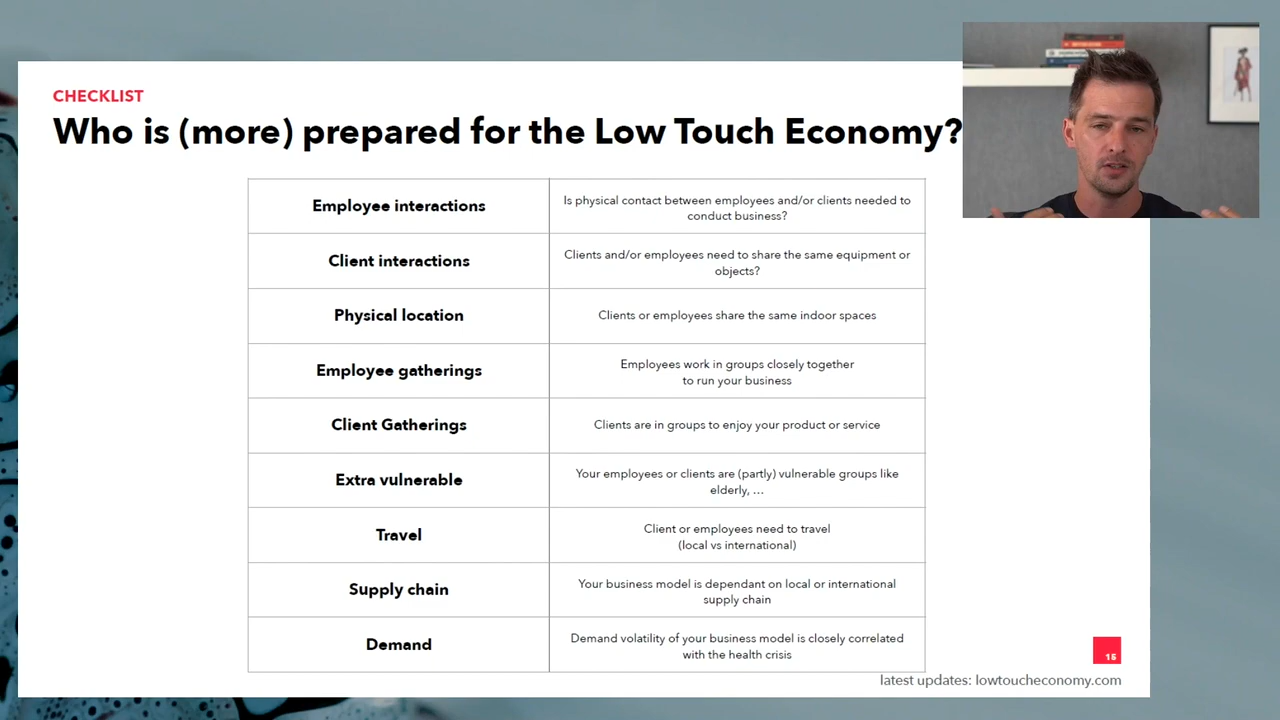 CHECKLIST
Who is (more) prepared for the Low Touch Economy?
Employee interactions
Is physical contact between employees and/or clients needed to
conduct business?
Client interactions
Clients and/or employees need to share the same equipment or
objects?
Physical location
Clients or employees share the same indoor spaces
Employee gatherings
Employees work in groups closely together
to run your business
Client Gatherings
Clients are in groups to enjoy your product or service
Extra vulnerable
Your employees or clients are (partly) vulnerable groups like
elderly, …
Travel
Client or employees need to travel
(local vs international)
Supply chain
Your business model is dependant on local or international
supply chain
Demand
Demand volatility of your business model is closely correlated
with the health crisis
15
latest updates: lowtoucheconomy.com